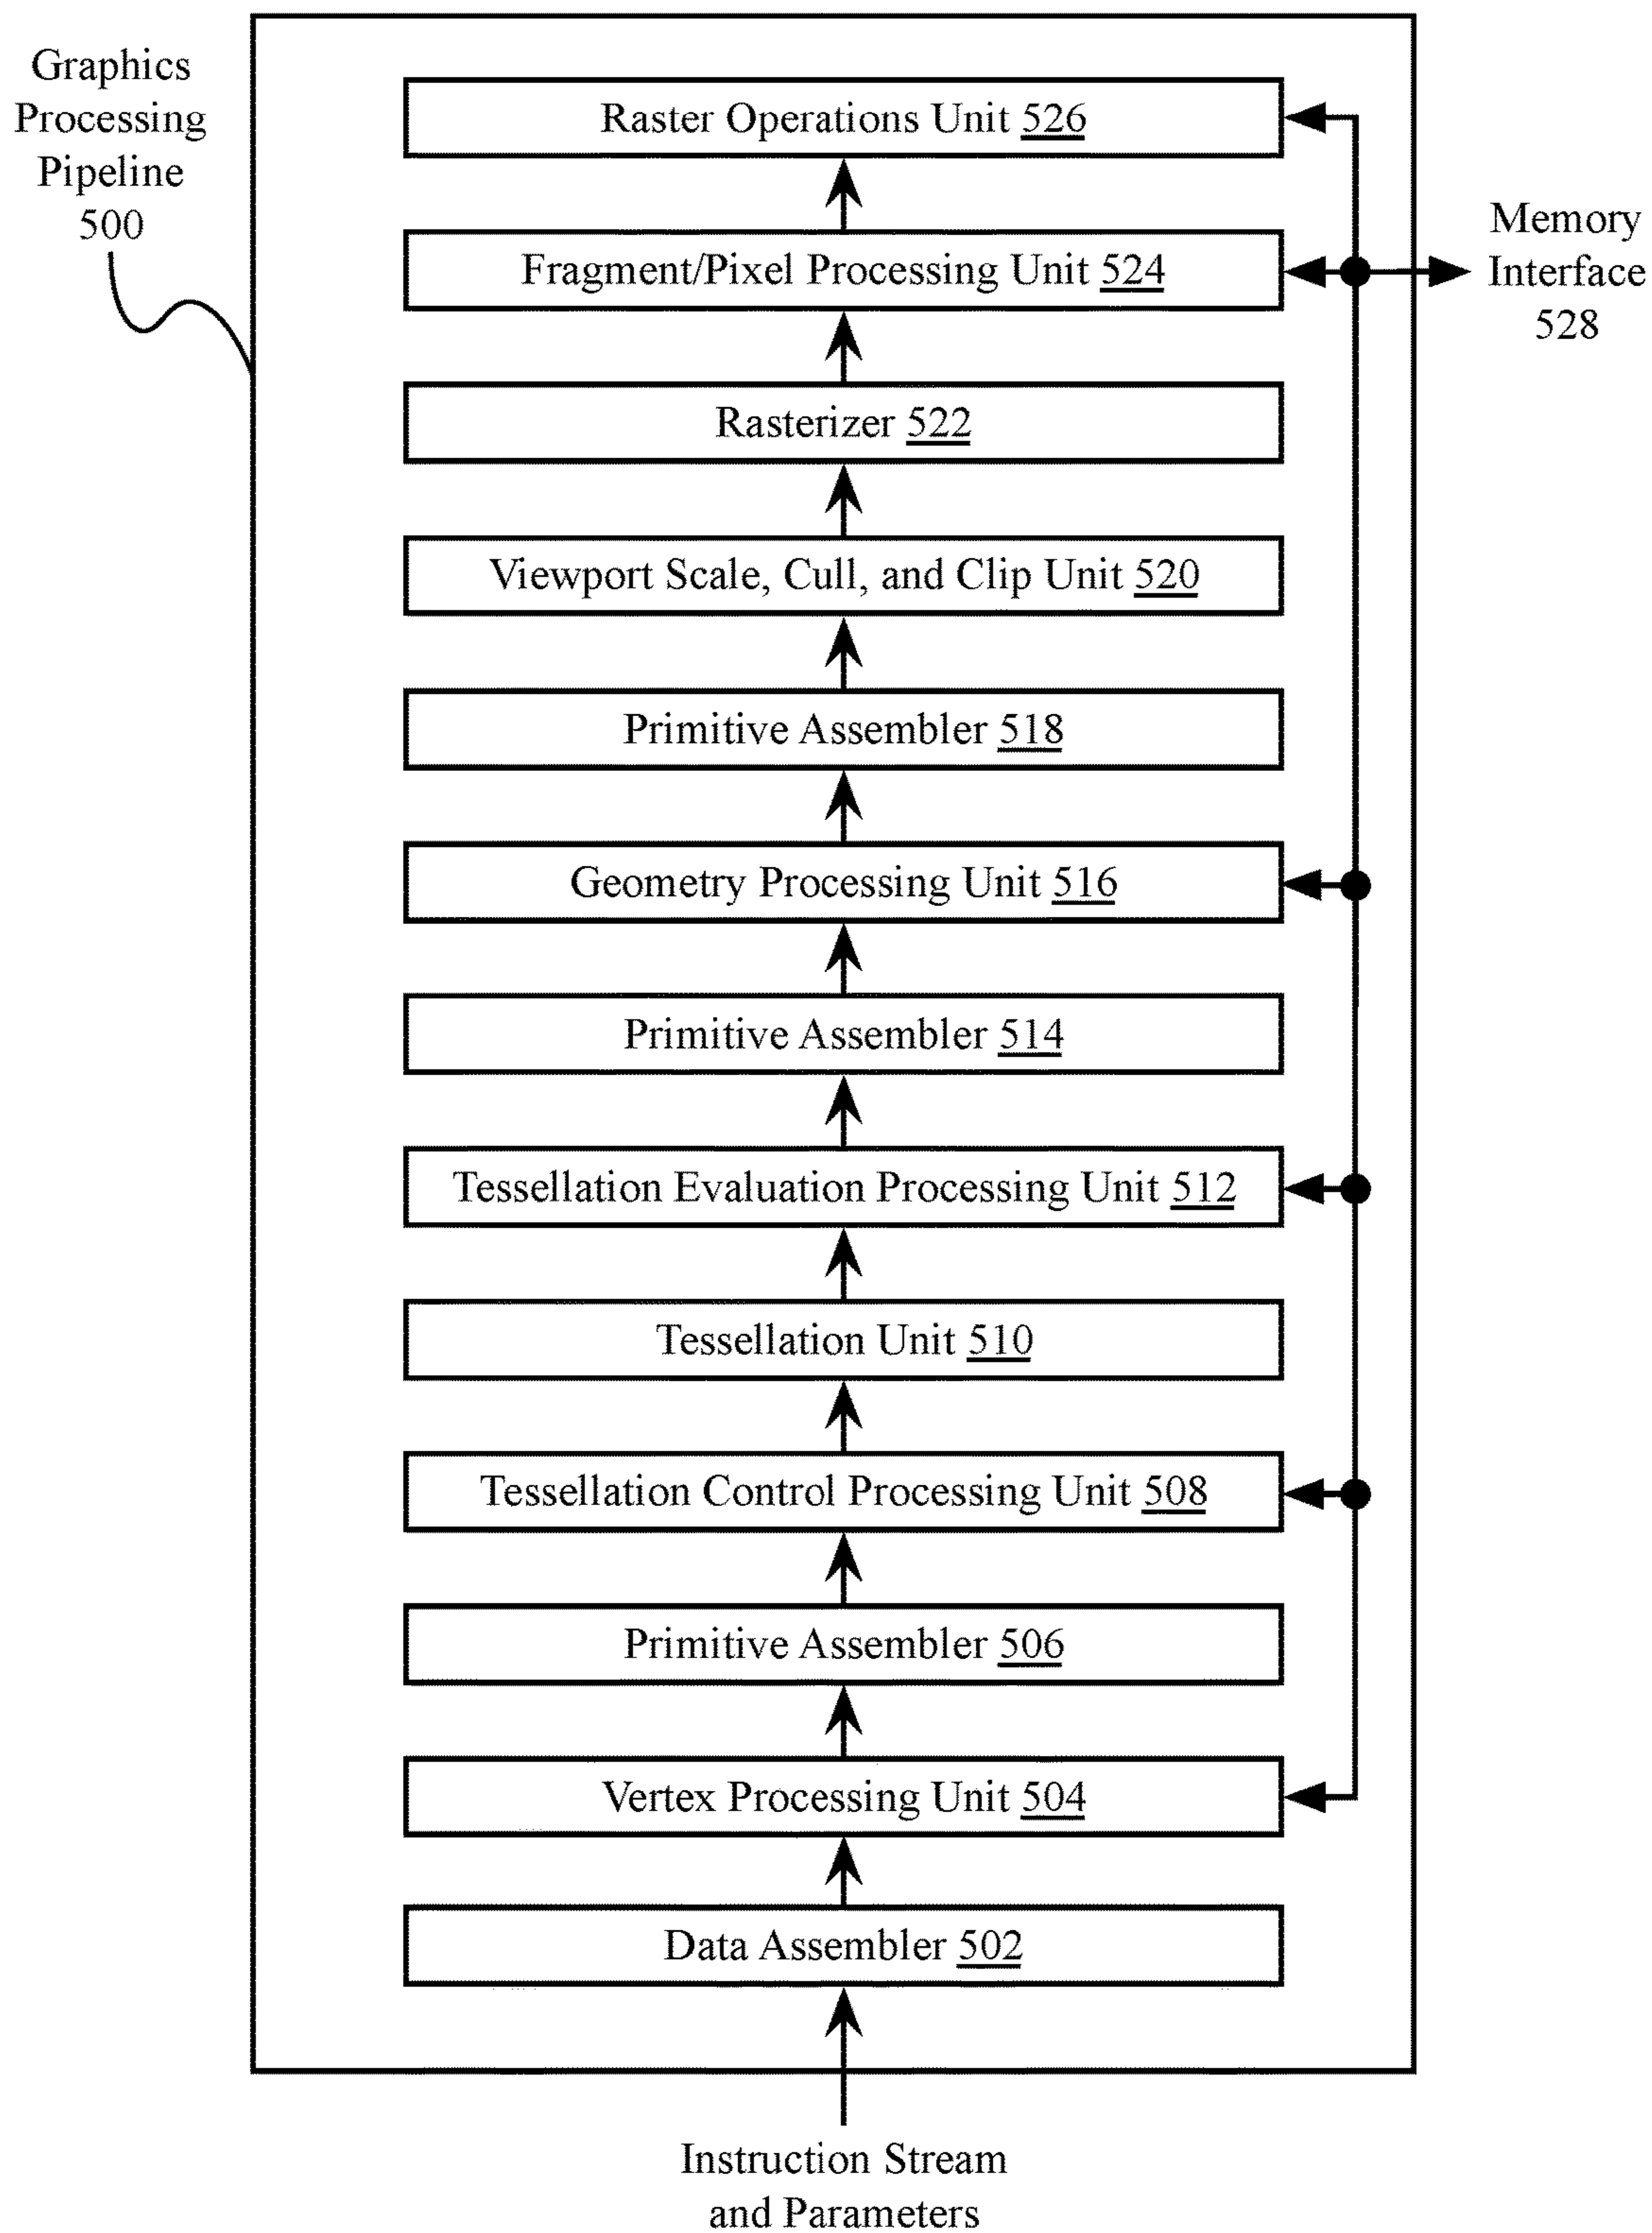 Graphics
Processing
Pipeline
500
Raster Operations Unit 526
Memory
Interface
528
Fragment/Pixel Processing Unit 524
Rasterizer 522
Viewport Scale, Cull, and Clip Unit 520
Primitive Assembler 518
Geometry Processing Unit 516
Primitive Assembler 514
Tessellation Evaluation Processing Unit 512
Tessellation Unit 510
Tessellation Control Processing Unit 508
Primitive Assembler 506
Vertex Processing Unit 504
Data Assembler 502
Instruction Stream
and Parameters